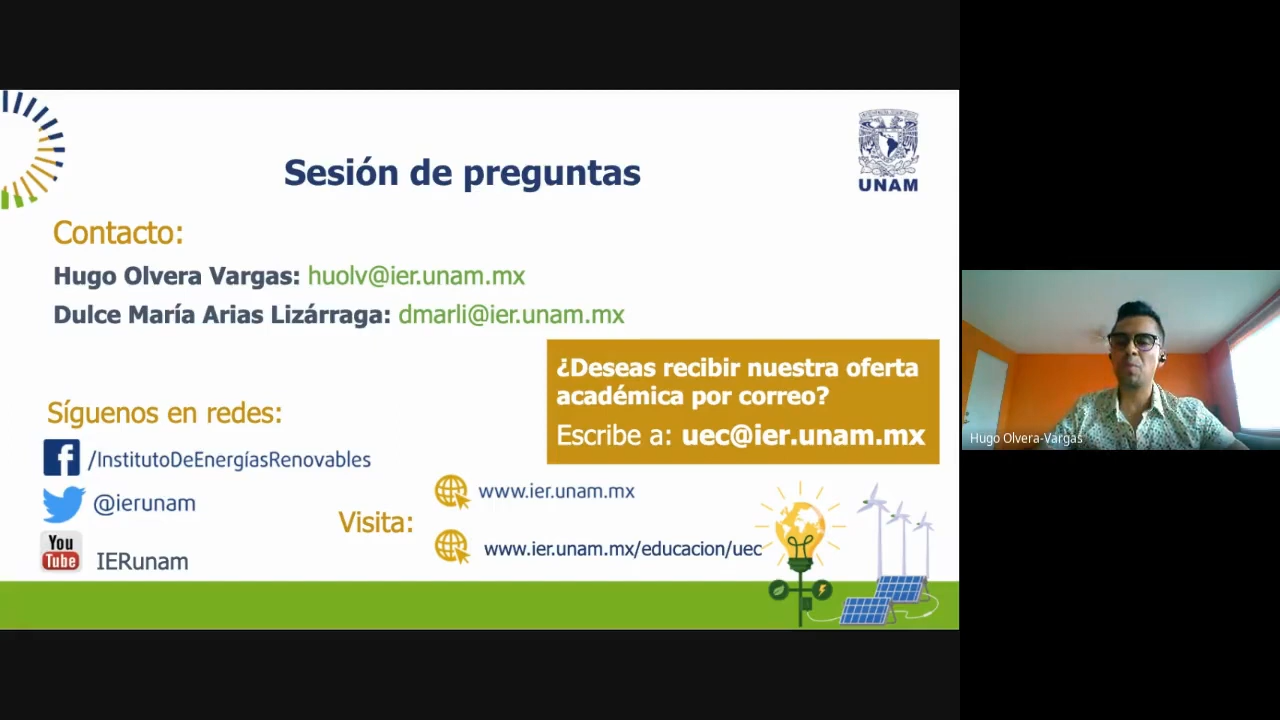 Sesión de preguntas
UNAM
Contacto:
Hugo Olvera Vargas: huolv@ier.unam.mx
Dulce María Arias Lizárraga: dmarli@ier.unam.mx
¿Deseas recibir nuestra oferta
académica por correo?
Escribe a: uec@ier.unam.mx
Síguenos en redes:
/InstitutoDeEnergíasRenovables
@ierunam
You
Tube
IERunam
Visita:
www.ier.unam.mx
www.ier.unam.mx/educacion/uec
Hugo Olvera-Vargas